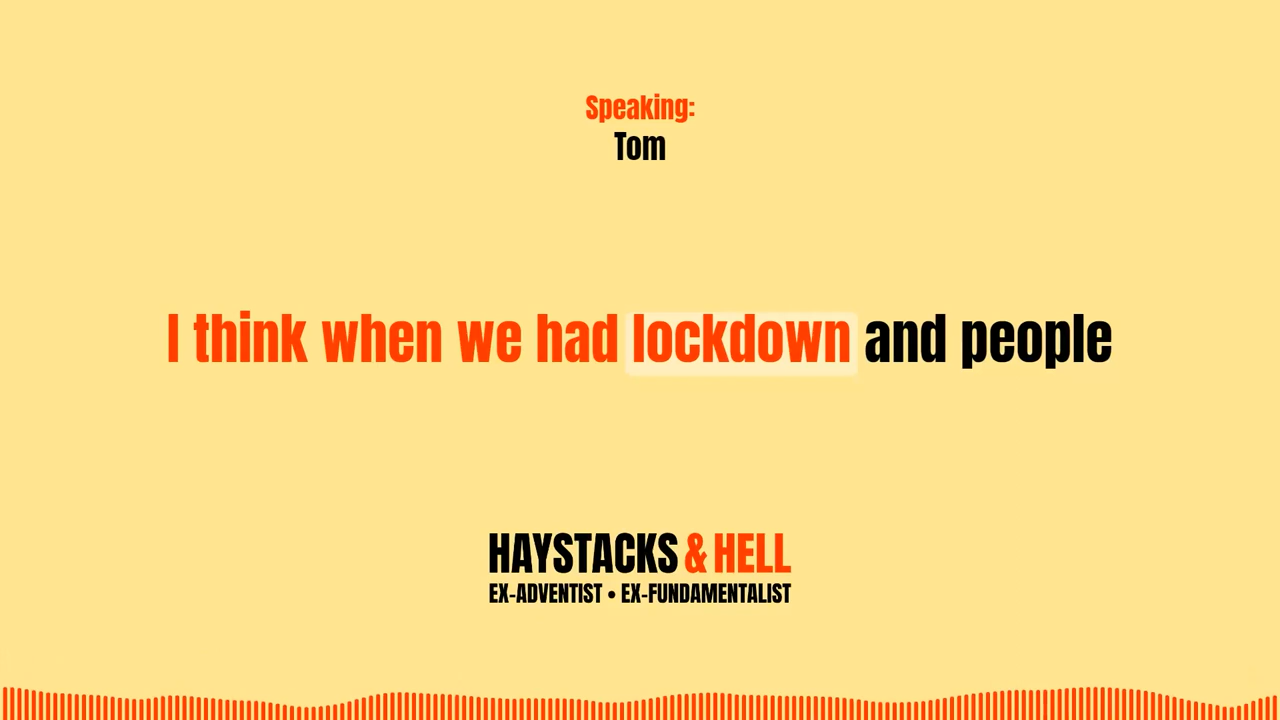 Speaking:
Tom
I think when we had lockdown and people
HAYSTACKS & HELL
EX-ADVENTIST • EX-FUNDAMENTALIST